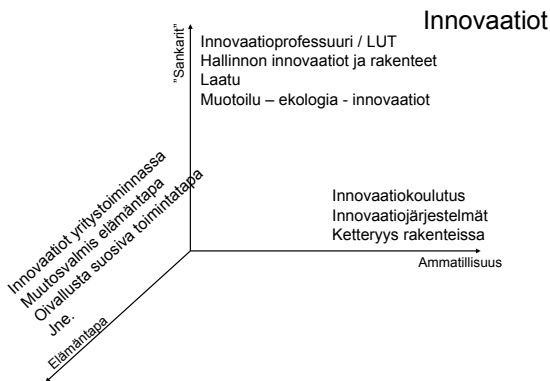 Innovaatiot
"Sankarit"
Innovaatioprofessuuri / LUT
Hallinnon innovaatiot ja rakenteet
Laatu
Muotoilu – ekologia - innovaatiot
Innovaatiot yritystoiminnassa
Muutosvalmis elämäntapa
Oivallusta suosiva toimintatapa
Jne.
Innovaatiokoulutus
Innovaatiojärjestelmät
Ketteryys rakenteissa
Ammatillisuus
Elämäntapa